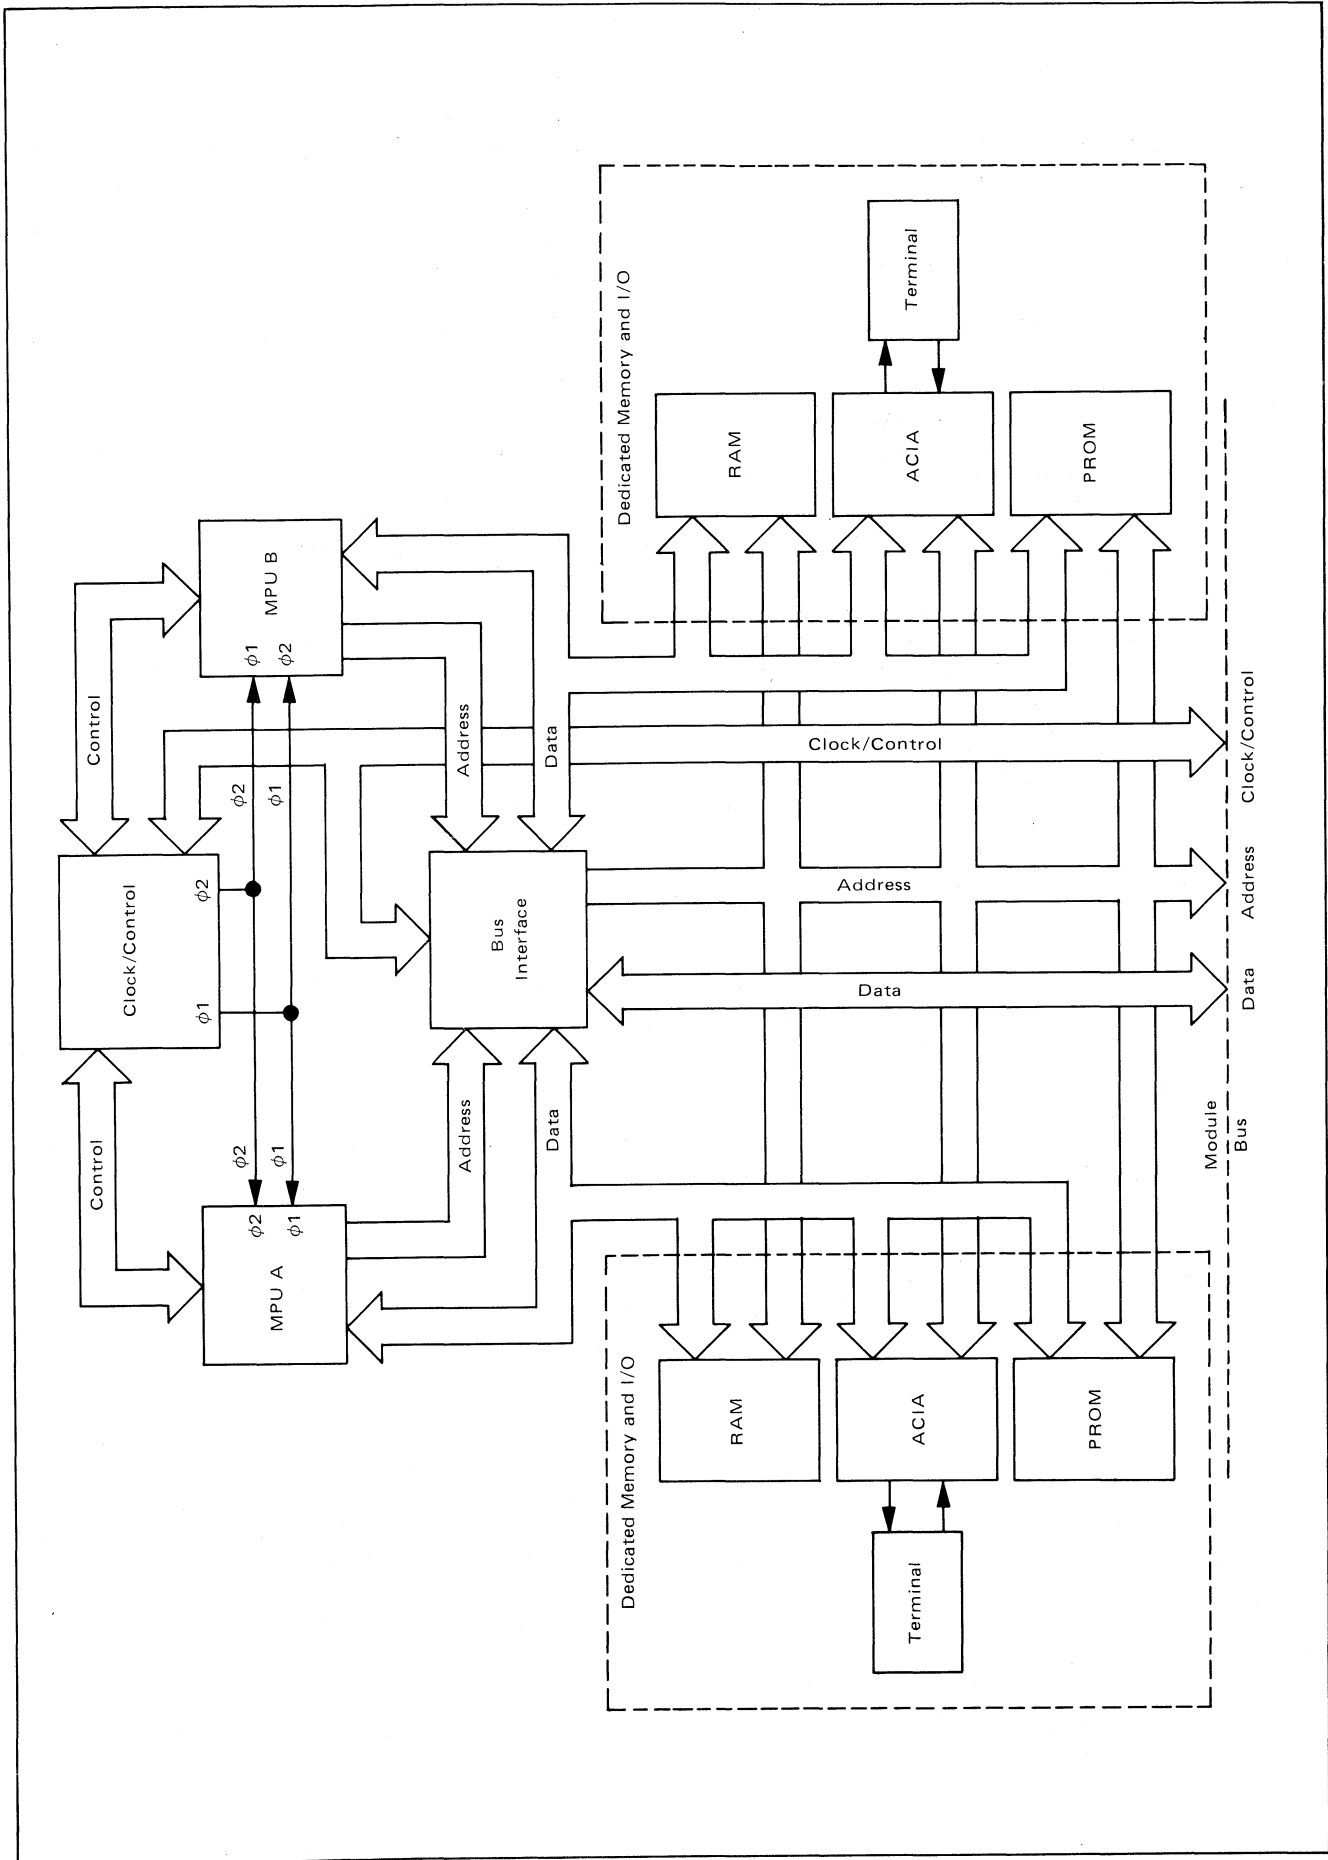 Control
Control
Clock/Control
φ1
φ2
φ2
φ1
φ2
φ1
MPU A
φ2
φ1
MPU B
φ1
φ2
Address
Data
Bus
Interface
Address
Data
Clock/Control
Address
Data
Dedicated Memory and I/O
RAM
ACIA
PROM
Terminal
Dedicated Memory and I/O
RAM
ACIA
PROM
Terminal
Module
Bus
Data
Address
Clock/Control